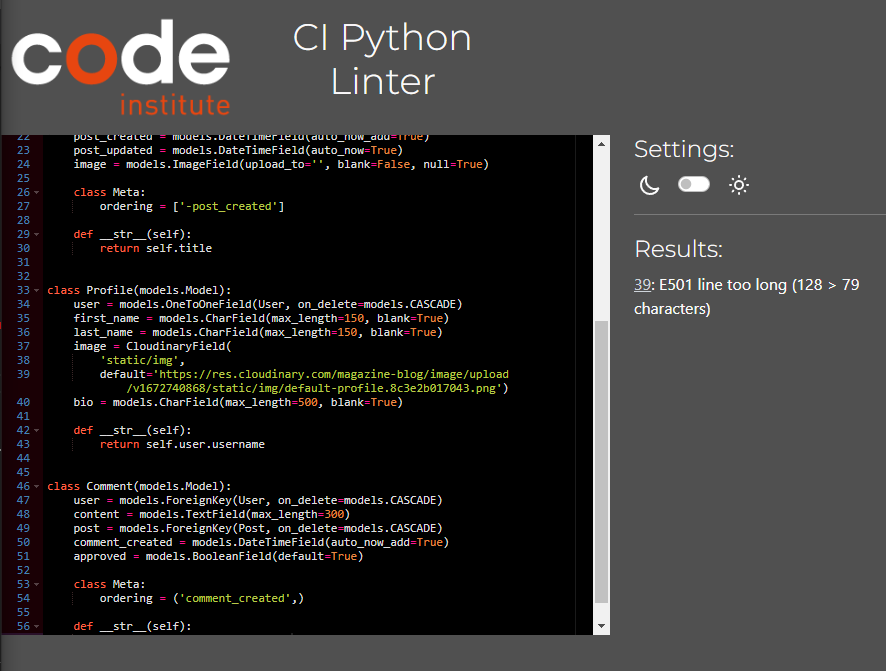 code
institute
CI Python
Linter
22 post_created = models.DateTimeField(auto_now_add=True)
23 post_updated = models.DateTimeField(auto_now=True)
24 image = models.ImageField(upload_to='', blank=False, null=True)
25
26 class Meta:
27 ordering = ['-post_created']
28
29 def __str__(self):
30 return self.title
31
32
33 class Profile(models.Model):
34 user = models.OneToOneField(User, on_delete=models.CASCADE)
35 first_name = models.CharField(max_length=150, blank=True)
36 last_name = models.CharField(max_length=150, blank=True)
37 image = CloudinaryField(
38 'static/img',
39 default='https://res.cloudinary.com/magazine-blog/image/upload
/v1672740868/static/img/default-profile.8c3e2b017043.png')
40 bio = models.CharField(max_length=500, blank=True)
41
42 def __str__(self):
43 return self.user.username
44
45
46 class Comment(models.Model):
47 user = models.ForeignKey(User, on_delete=models.CASCADE)
48 content = models.TextField(max_length=300)
49 post = models.ForeignKey(Post, on_delete=models.CASCADE)
50 comment_created = models.DateTimeField(auto_now_add=True)
51 approved = models.BooleanField(default=True)
52
53 class Meta:
54 ordering = ('comment_created',)
55
56 def __str__(self):
Settings:
Results:
39: E501 line too long (128 > 79
characters)